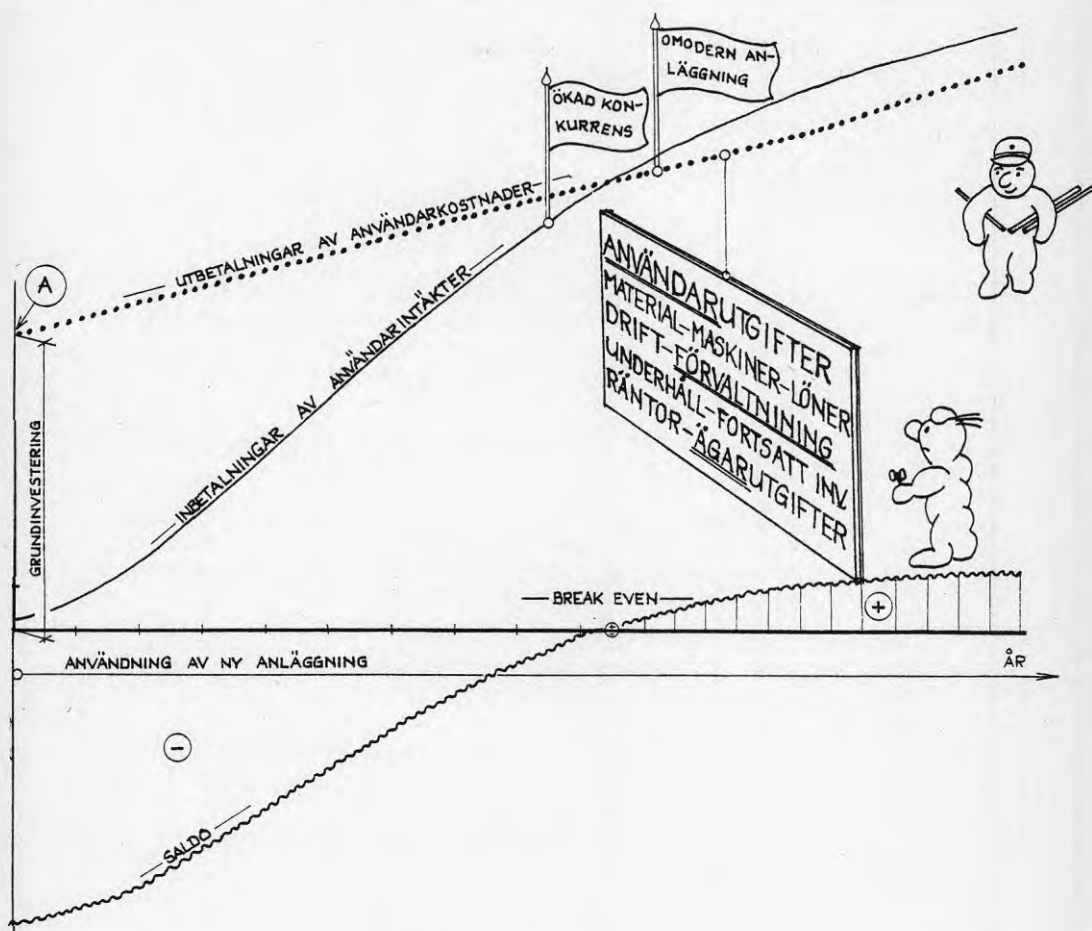 OMODERN AN-
LÄGGNING
ÖKAD KON-
KURRENS
UTBETALNINGAR AV ANVÄNDARKOSTNADER
A
INBETALNINGAR AV ANVÄNDARINTÄKTER
GRUNDINVESTERING
ANVÄNDARUTGIFTER
MATERIAL-MASKINER-LÖNER
DRIFT-FÖRVALTNINING
UNDERHÅLL-FORTSATT INV.
RÄNTOR-ÄGARUTGIFTER
BREAK EVEN
+
±
ANVÄNDNING AV NY ANLÄGGNING
ÅR
-
SALDO